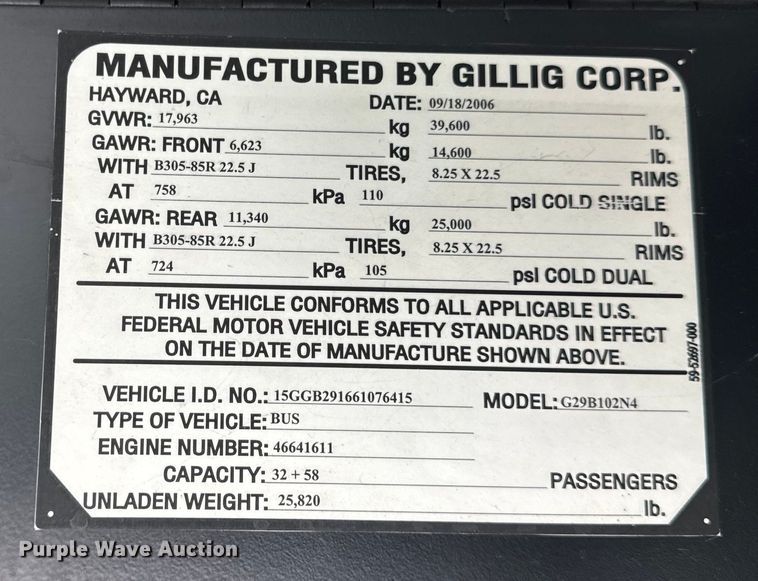 MANUFACTURED BY GILLIG CORP.
HAYWARD, CA DATE: 09/18/2006
GVWR: 17,963 kg 39,600 lb.
GAWR: FRONT 6,623 kg 14,600 lb.
WITH B305-85R 22.5 J TIRES, 8.25 X 22.5 RIMS
AT 758 kPa 110 psi COLD SINGLE
GAWR: REAR 11,340 kg 25,000 lb.
WITH B305-85R 22.5 J TIRES, 8.25 X 22.5 RIMS
AT 724 kPa 105 psi COLD DUAL
THIS VEHICLE CONFORMS TO ALL APPLICABLE U.S.
FEDERAL MOTOR VEHICLE SAFETY STANDARDS IN EFFECT
ON THE DATE OF MANUFACTURE SHOWN ABOVE.
59-52697-000
VEHICLE I.D. NO.: 15GGB291661076415 MODEL: G29B102N4
TYPE OF VEHICLE: BUS
ENGINE NUMBER: 46641611
CAPACITY: 32 + 58 PASSENGERS
UNLADEN WEIGHT: 25,820 lb.
Purple Wave Auction